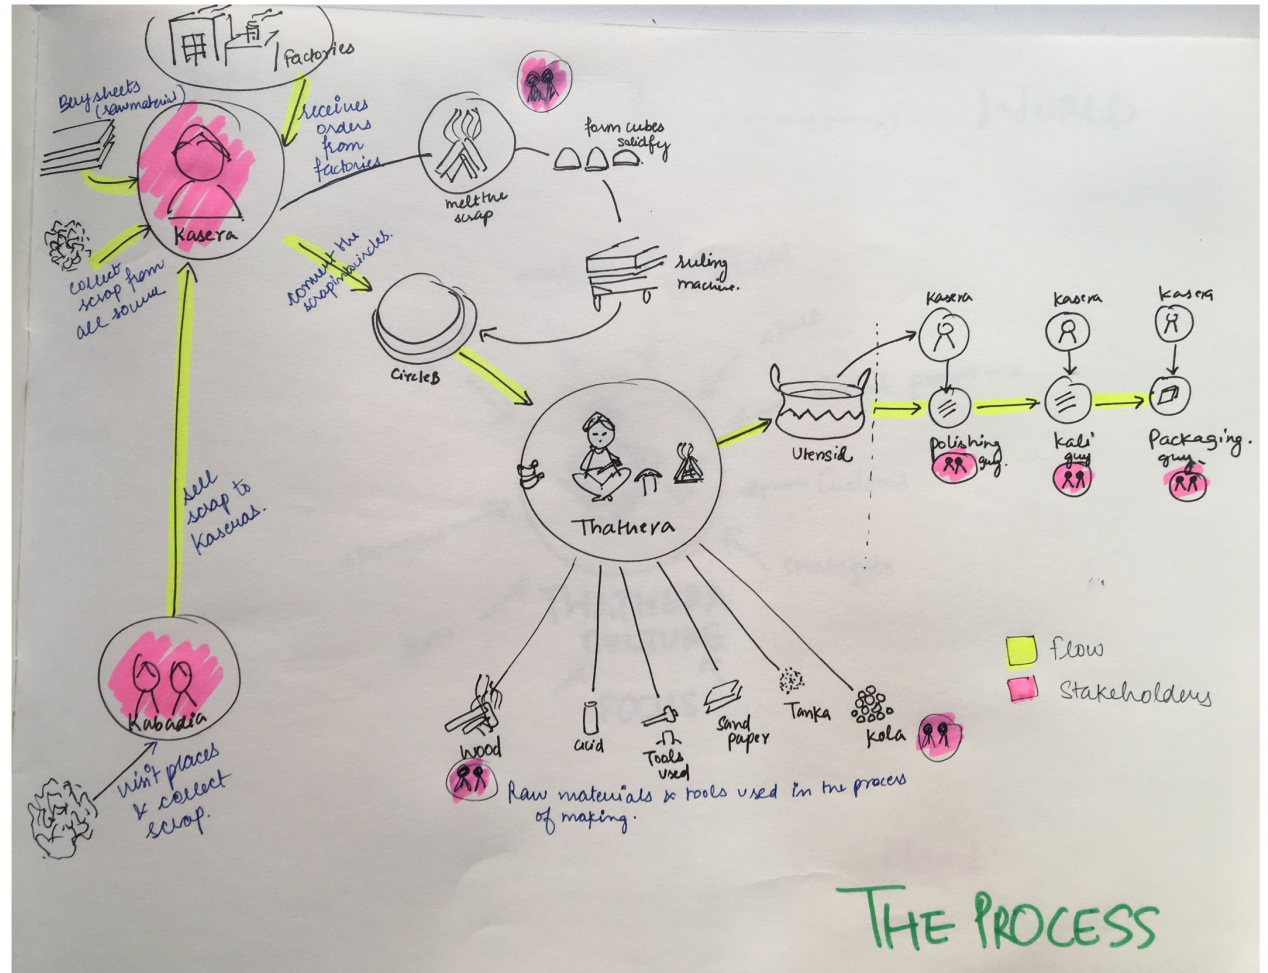 factories
Buy sheets
(raw material)
receives
orders
from
factories
Kasera
collect
scrap from
all source
melt the
scrap
form cubes
solidify
ruling
machine.
convert the
scrap into circles.
circles
sell
scrap to
Kaseras.
Kabadia
visit places
& collect
scrap.
Thathera
Utensid
Kasera
Kasera
Kasera
polishing
guy.
Kali
guy
Packaging.
guy
flow
Stakeholders
wood
acid
Tools
used
Sand
paper
Tanka
Kola
Raw materials & tools used in the process
of making.
THE PROCESS